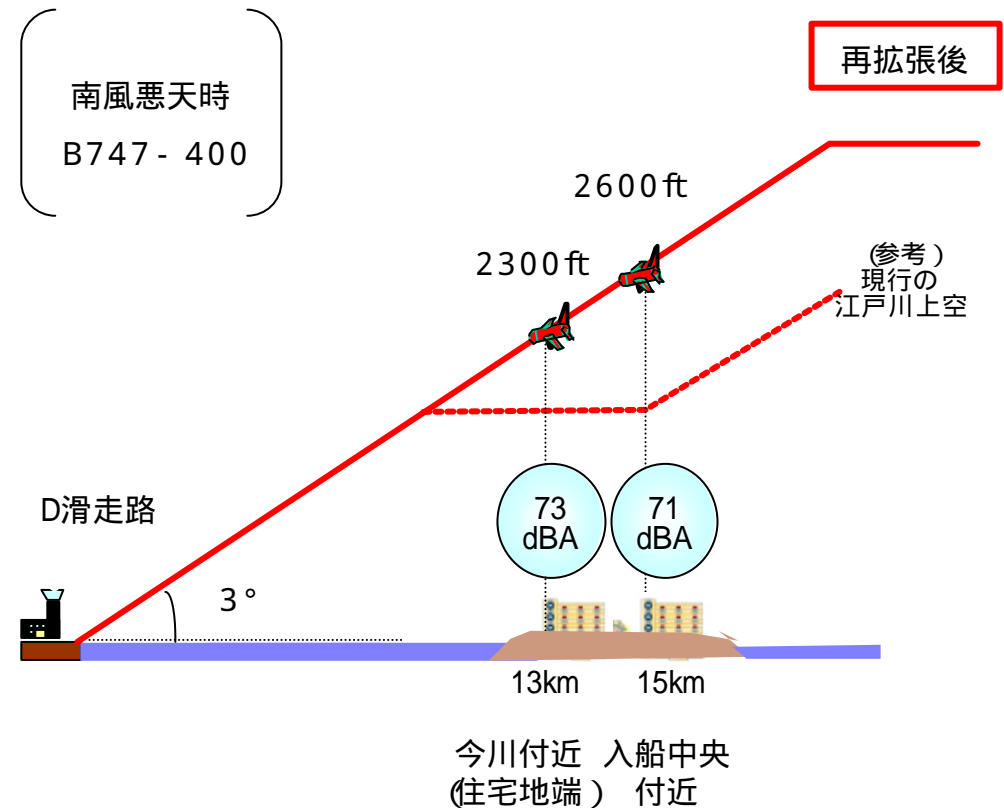 再拡張後
南風悪天時
B747-400
2600ft
2300ft
(参考)
現行の
江戸川上空
73
dBA
71
dBA
D滑走路
3°
13km
15km
今川付近
(住宅地端)
入船中央
付近